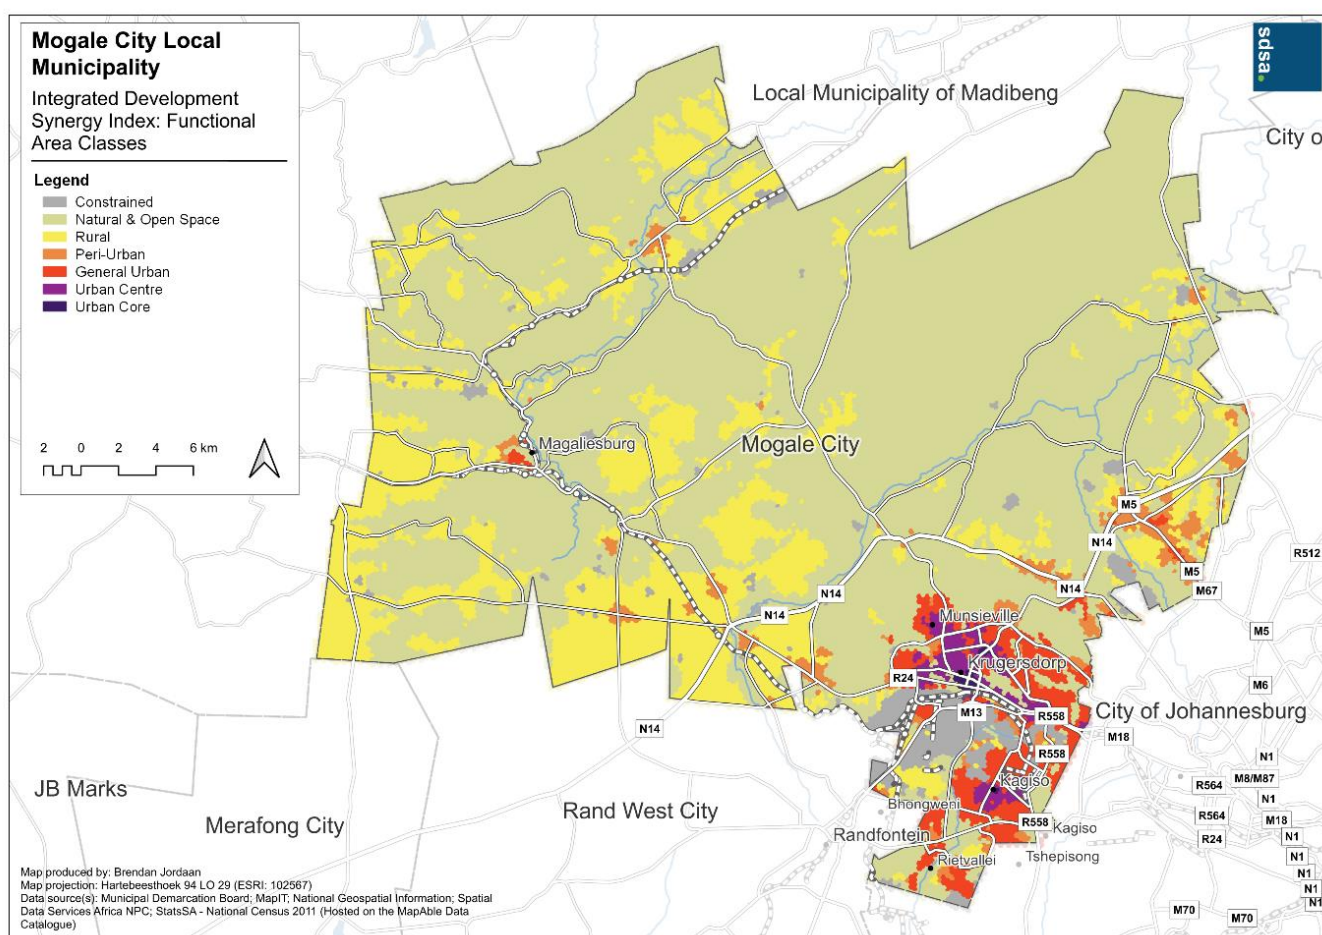 Mogale City Local
Municipality
Integrated Development
Synergy Index: Functional
Area Classes
Legend
Constrained
Natural & Open Space
Rural
Peri-Urban
General Urban
Urban Centre
Urban Core
2 0 2 4 6 km
sdsa.
Local Municipality of Madibeng
City o
Magaliesburg
Mogale City
M5
N14
R512
M5
N14
M67
N14
N14
Munsieville
M5
Krugersdorp
R24
M6
M13
R558
City of Johannesburg
N14
M18
R558
N1
Kagiso
R564
M8/M87
JB Marks
Bhongweni
N1
Rand West City
R564
Merafong City
R558
Kagiso
M18
Randfontein
R24
N1
Tshepisong
N1
Rietvallei
N1
N1
N1
M70
M70
Map produced by: Brendan Jordaan
Map projection: Hartebeesthoek 94 LO 29 (ESRI: 102567)
Data source(s): Municipal Demarcation Board; MapIT; National Geospatial Information; Spatial
Data Services Africa NPC; StatsSA - National Census 2011 (Hosted on the MapAble Data
Catalogue)